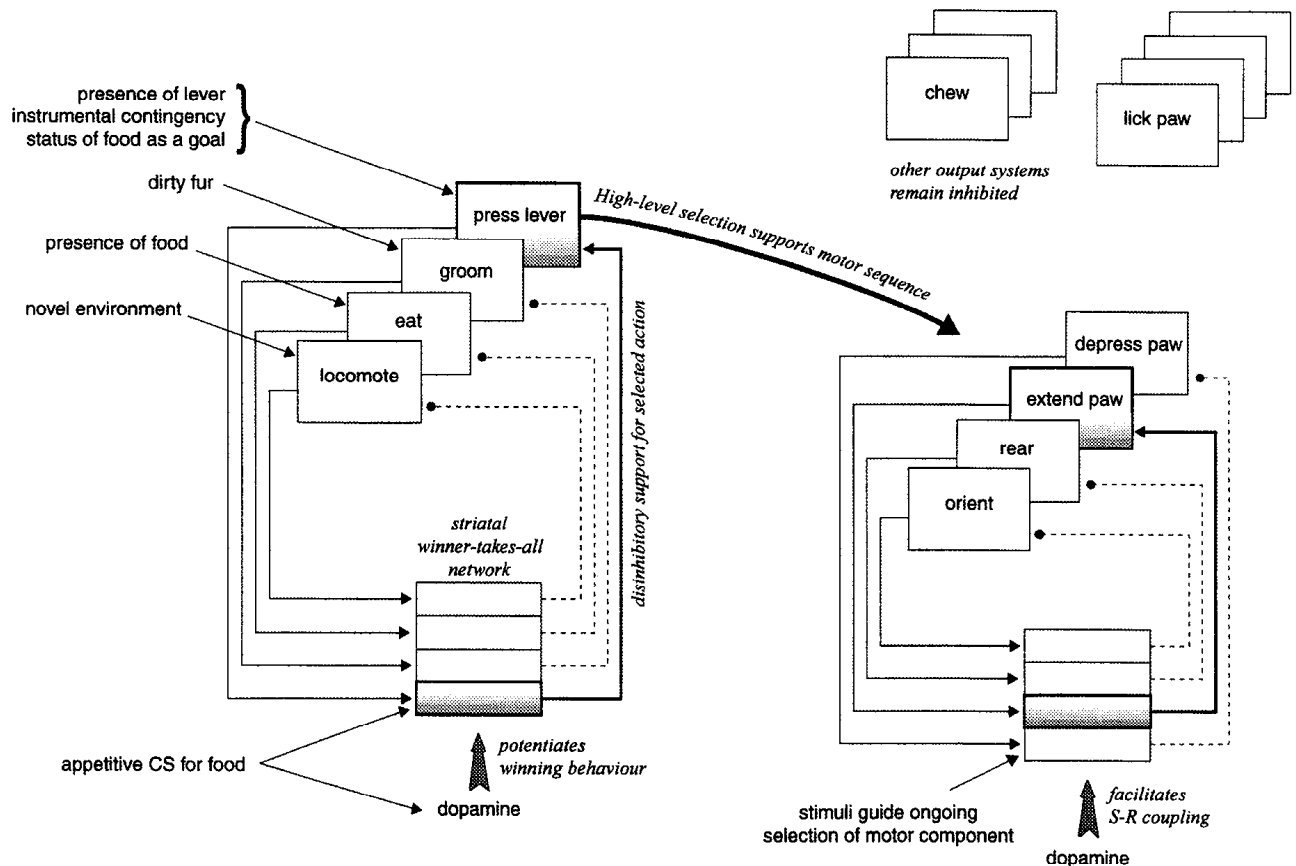 presence of lever
instrumental contingency
status of food as a goal
dirty fur
presence of food
novel environment
press lever
groom
eat
locomote
High-level selection supports motor sequence
disinhibitory support for selected action
striatal
winner-takes-all
network
appetitive CS for food
potentiates
winning behaviour
dopamine
chew
lick paw
other output systems
remain inhibited
depress paw
extend paw
rear
orient
stimuli guide ongoing
selection of motor component
facilitates
S-R coupling
dopamine